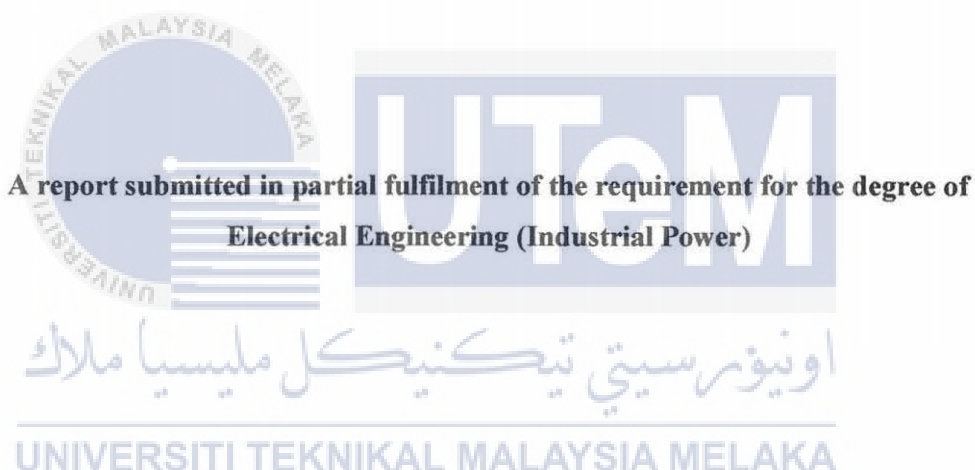 UNIVERSITI TEKNIKAL MALAYSIA MELAKA
UTeM
A report submitted in partial fulfilment of the requirement for the degree of
Electrical Engineering (Industrial Power)
اونيۏرسيتي تيكنيكل مليسيا ملاك
UNIVERSITI TEKNIKAL MALAYSIA MELAKA